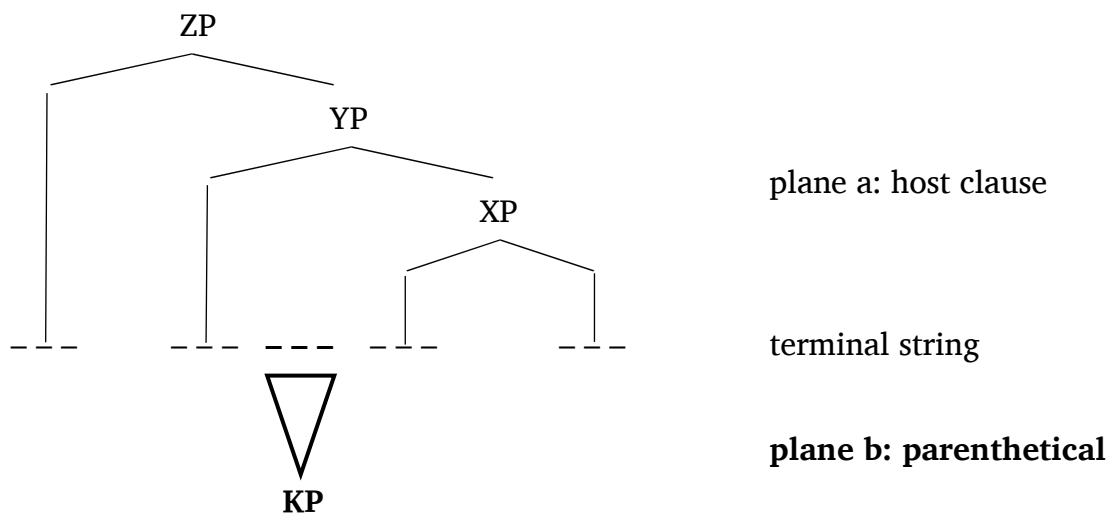 ZP
YP
plane a: host clause
XP
terminal string
plane b: parenthetical
KP